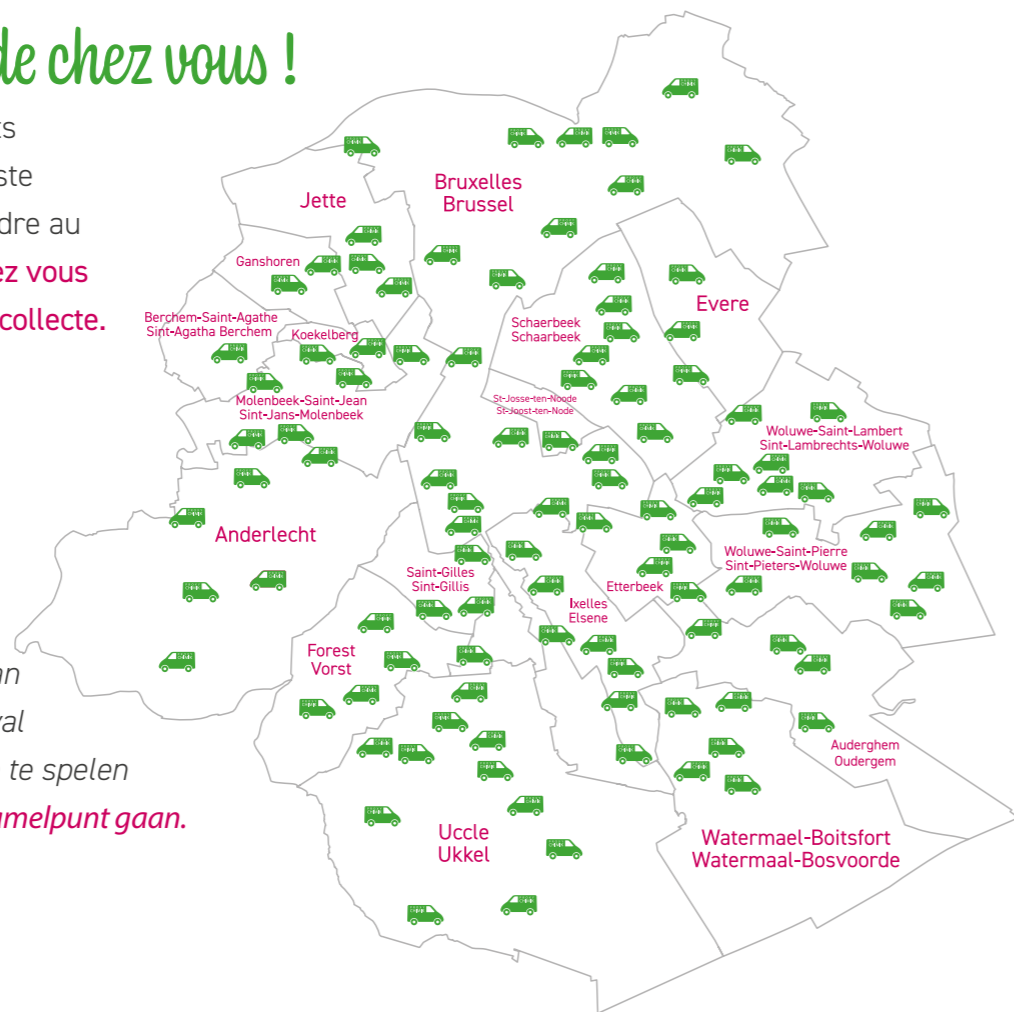 de chez vous !
ts
ste
dre au
ez vous
collecte.
Jette
Bruxelles
Brussel
Ganshoren
Evere
Berchem-Saint-Agathe
Sint-Agatha Berchem
Koekelberg
Schaerbeek
Schaarbeek
Molenbeek-Saint-Jean
Sint-Jans-Molenbeek
St-Josse-ten-Noode
St-Joost-ten-Node
Woluwe-Saint-Lambert
Sint-Lambrechts-Woluwe
Anderlecht
Woluwe-Saint-Pierre
Sint-Pieters-Woluwe
Saint-Gilles
Sint-Gillis
Etterbeek
Ixelles
Elsene
Forest
Vorst
an
val
te spelen
amelpunt gaan.
Auderghem
Oudergem
Uccle
Ukkel
Watermael-Boitsfort
Watermaal-Bosvoorde